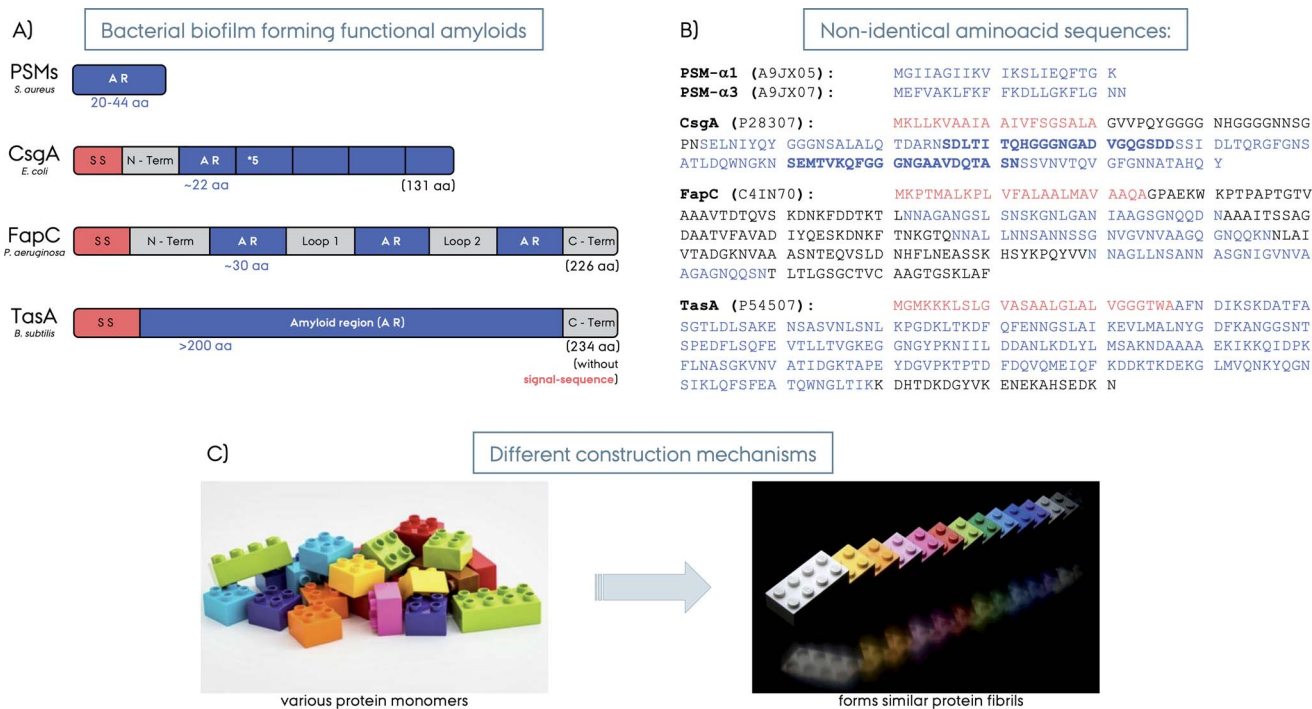 A)
Bacterial biofilm forming functional amyloids
PSMs
S. aureus
A R
20-44 aa
CsgA
E. coli
S S
N - Term
A R
*5
~22 aa
(131 aa)
FapC
P. aeruginosa
S S
N - Term
A R
Loop 1
A R
Loop 2
A R
C - Term
~30 aa
(226 aa)
TasA
B. subtilis
S S
Amyloid region (A R)
C - Term
>200 aa
(234 aa)
(without
signal-sequence)
B)
Non-identical aminoacid sequences:
PSM-α1 (A9JX05): MGIIAGIIKV IKSLIEQFTG K
PSM-α3 (A9JX07): MEFVAKLFKF FKDLLGKFLG NN
CsgA (P28307): MKLLKVAAIA AIVFSGSALA GVVPQYGGGG NHGGGGNNSG
PNSELNIYQY GGGNSALALQ TDARNSDLTI TQHGGGNGAD VGQGSDDSSI DLTQRGFGNS
ATLDQWNGKN SEMTVKQFGG GNGAAVDQTA SNSSVNVTQV GFGNNATAHQ Y
FapC (C4IN70): MKPTMALKPL VFALAALMAV AAQAGPAEKW KPTPAPTGTV
AAAVTDTQVS KDNKFDDTKT LNNAGANGSL SNSKGNLGAN IAAGSGNQQD NAAAITSSAG
DAATVFAVAD IYQESKDNKF TNKGTQNNAL LNNSANNSSG NVGVNVAAGQ GNQQKNNLAI
VTADGKNVAA ASNTEQVSLD NHFLNEASSK HSYKPQYVVN NAGLLNSANN ASGNIGVNVA
AGAGNQQSNT LTLGSGCTVC AAGTGSKLAF
TasA (P54507): MGMKKKLSLG VASAALGLAL VGGGTWAAFN DIKSKDATFA
SGTLDLSAKE NSASVNLSNL KPGDKLTKDF QFENNGSLAI KEVLMALNYG DFKANGGSNT
SPEDFLSQFE VTLLTVGKEG GNGYPKNIIL DDANLKDLYL MSAKNDAAAA EKIKKQIDPK
FLNASGKVNV ATIDGKTAPE YDGVPKTPTD FDQVQMEIQF KDDKTKDEKG LMVQNKYQGN
SIKLQFSFEA TQWNGLTIKK DHTDKDGYVK ENEKAHSEDK N
C)
Different construction mechanisms
various protein monomers
forms similar protein fibrils